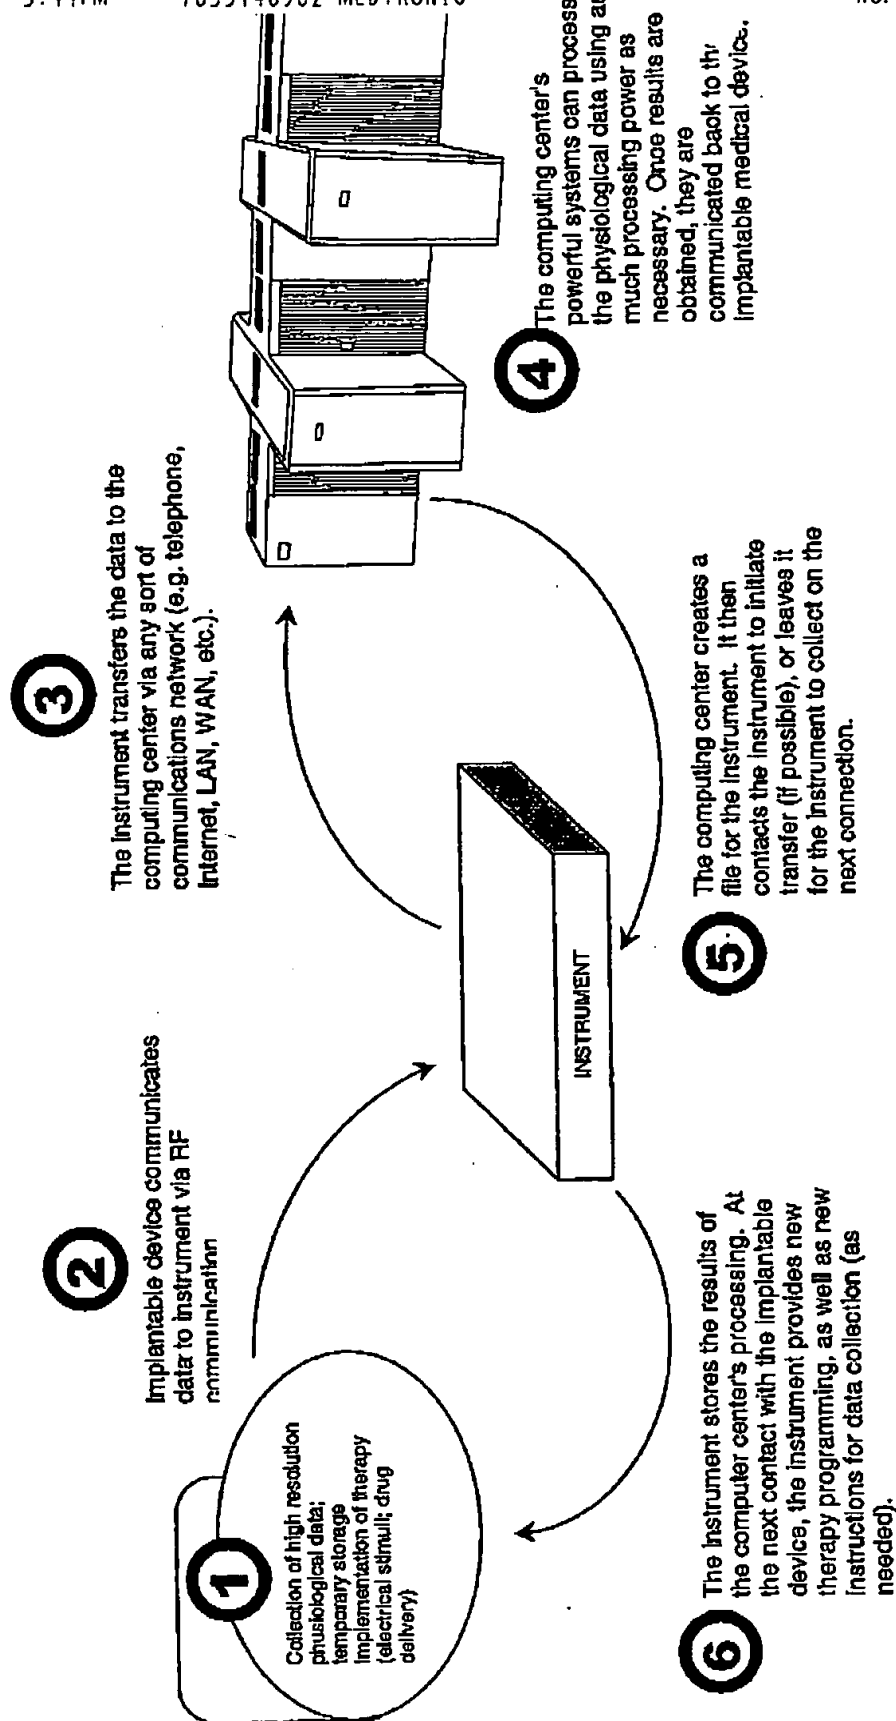 1
Collection of high resolution
phusiological data;
temporary storage
Implementation of therapy
(electrical stimuli; drug
delivery)
2
Implantable device communicates
data to instrument via RF
communication
3
The instrument transfers the data to the
computing center via any sort of
communications network (e.g. telephone,
Internet, LAN, WAN, etc.).
4
The computing center's
powerful systems can process
the physiological data using as
much processing power as
necessary. Once results are
obtained, they are
communicated back to the
implantable medical device.
INSTRUMENT
5
The computing center creates a
file for the instrument. It then
contacts the instrument to initiate
transfer (if possible), or leaves it
for the instrument to collect on the
next connection.
6
The instrument stores the results of
the computer center's processing. At
the next contact with the implantable
device, the instrument provides new
therapy programming, as well as new
instructions for data collection (as
needed).